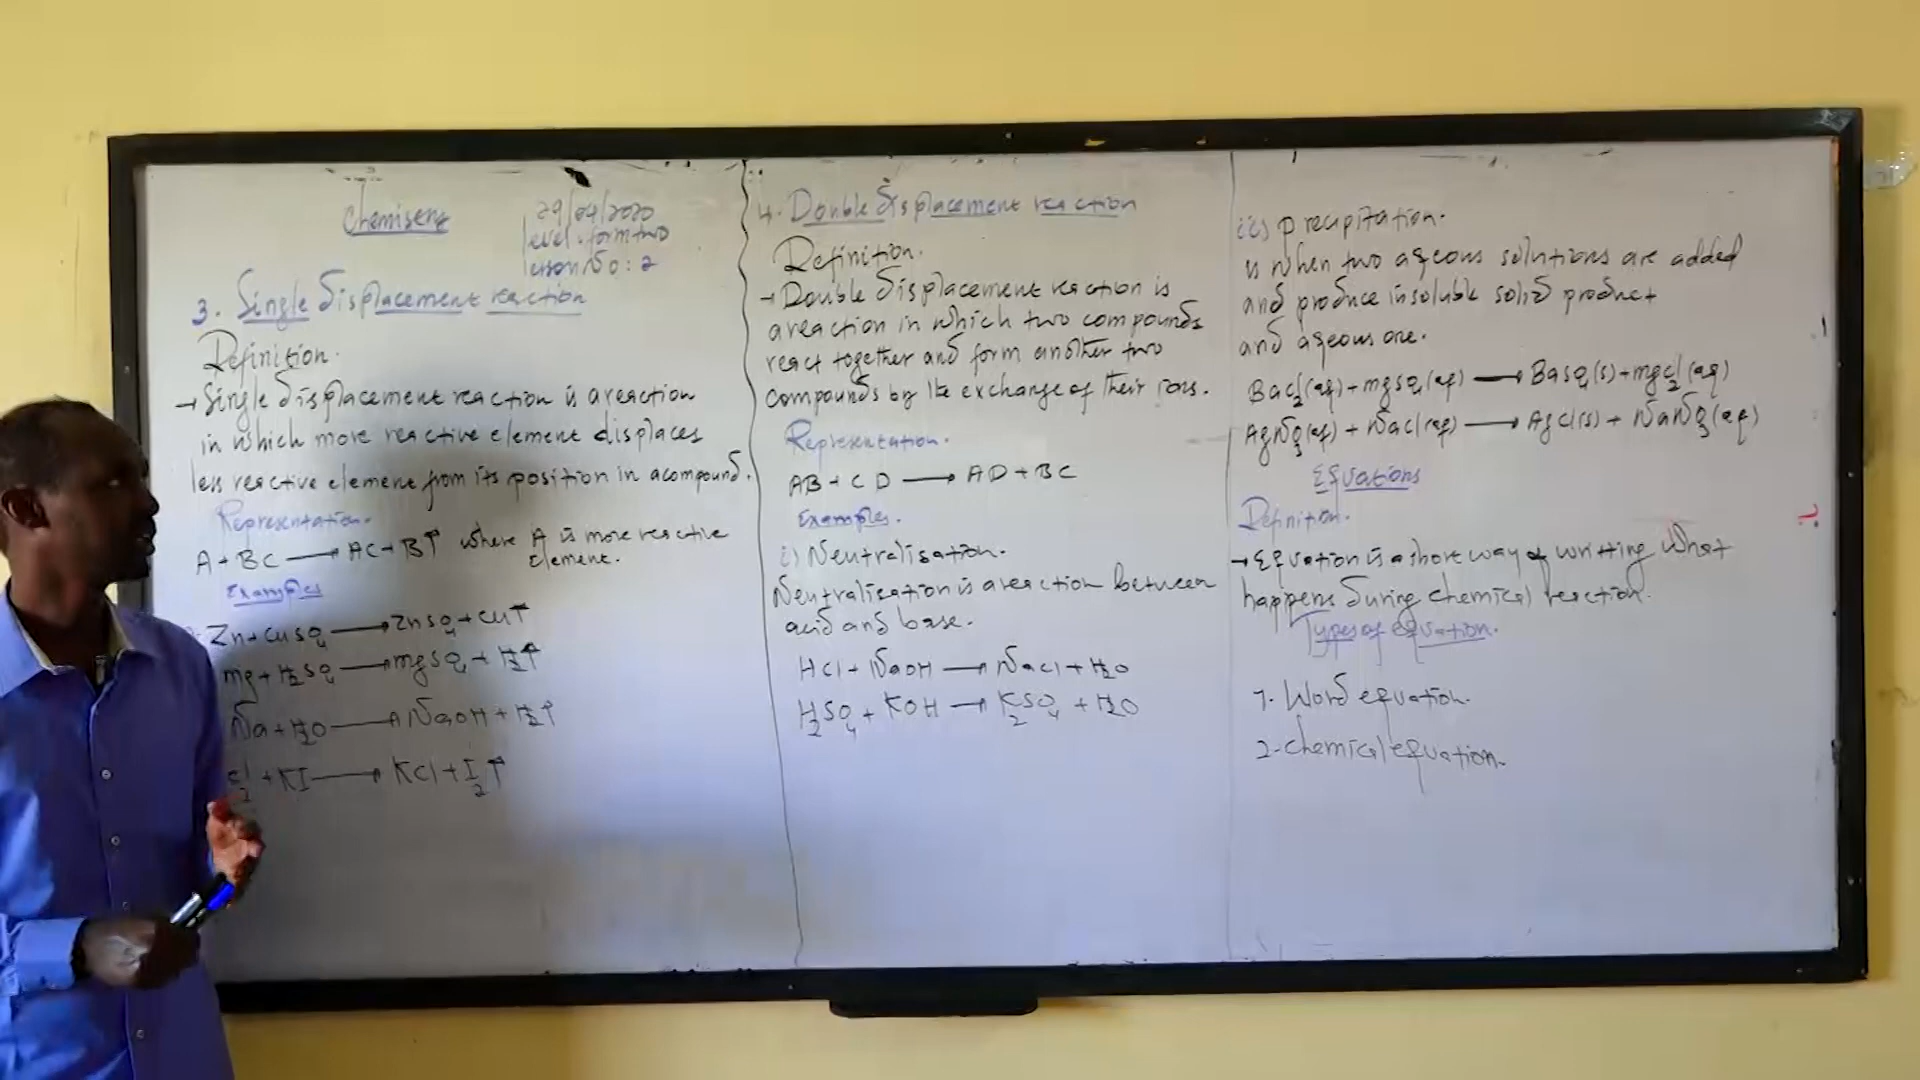 Chemistry
29/04/2020
level: form two
lesson No: 2
3. Single displacement reaction
Definition.
→ Single displacement reaction is a reaction
in which more reactive element displaces
less reactive element from its position in a compound.
Representation.
A + BC → AC + B↑ where A is more reactive
element.
Examples
Zn + CuSO4 → ZnSO4 + Cu↑
Mg + H2SO4 → MgSO4 + H2↑
Na + H2O → NaOH + H2↑
Cl2 + KI → KCl + I2↑
4. Double displacement reaction
Definition.
→ Double displacement reaction is
a reaction in which two compounds
react together and form another two
compounds by the exchange of their ions.
Representation.
AB + CD → AD + BC
Examples.
i) Neutralisation.
Neutralisation is a reaction between
acid and base.
HCl + NaOH → NaCl + H2O
H2SO4 + KOH → K2SO4 + H2O
ii) precipitation.
is when two aqeous solutions are added
and produce insoluble solid product
and aqeous one.
BaCl2(aq) + MgSO4(aq) → BaSO4(s) + MgCl2(aq)
AgNO3(aq) + NaCl(aq) → AgCl(s) + NaNO3(aq)
Equations
Definition.
→ Equation is a short way of writting what
happens during chemical reaction.
Types of equation.
1. Word equation.
2. chemical equation.